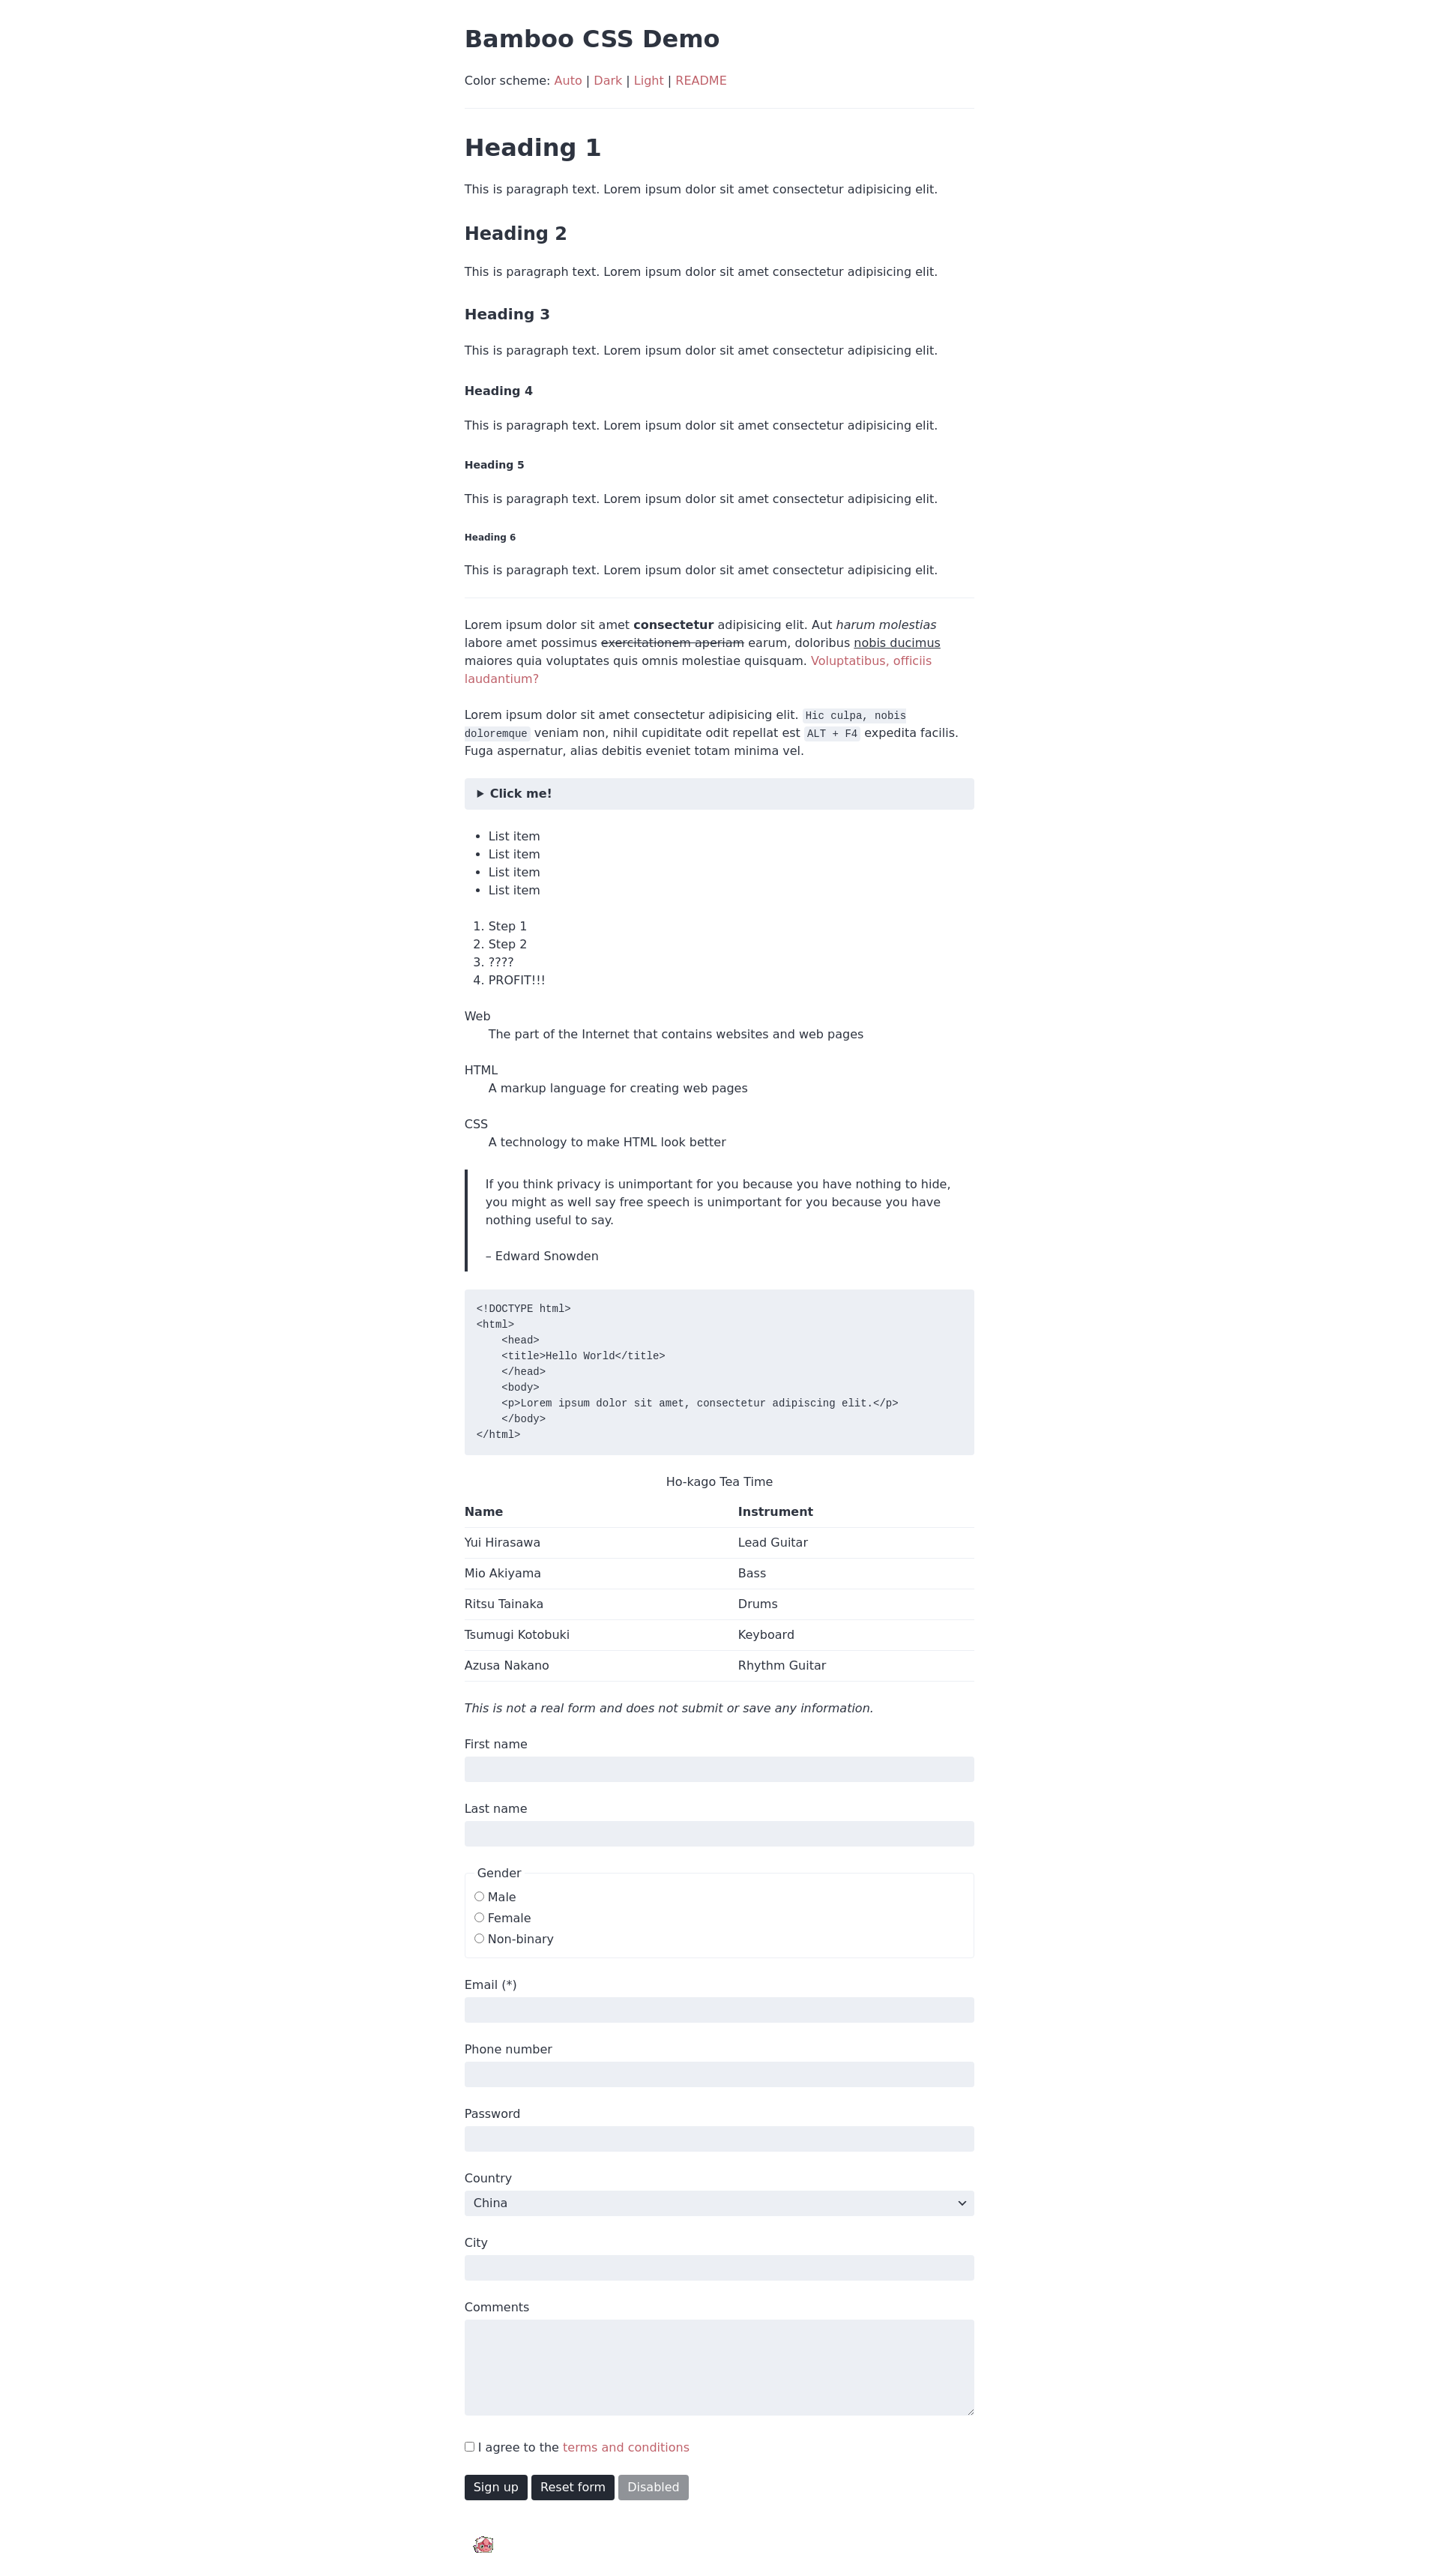 Bamboo CSS Demo
Color scheme: Auto | Dark | Light | README
Heading 1
This is paragraph text. Lorem ipsum dolor sit amet consectetur adipisicing elit.
Heading 2
This is paragraph text. Lorem ipsum dolor sit amet consectetur adipisicing elit.
Heading 3
This is paragraph text. Lorem ipsum dolor sit amet consectetur adipisicing elit.
Heading 4
This is paragraph text. Lorem ipsum dolor sit amet consectetur adipisicing elit.
Heading 5
This is paragraph text. Lorem ipsum dolor sit amet consectetur adipisicing elit.
Heading 6
This is paragraph text. Lorem ipsum dolor sit amet consectetur adipisicing elit.
Lorem ipsum dolor sit amet consectetur adipisicing elit. Aut harum molestias
labore amet possimus exercitationem aperiam earum, doloribus nobis ducimus
maiores quia voluptates quis omnis molestiae quisquam. Voluptatibus, officiis
laudantium?
Lorem ipsum dolor sit amet consectetur adipisicing elit. Hic culpa, nobis
doloremque veniam non, nihil cupiditate odit repellat est ALT + F4 expedita facilis.
Fuga aspernatur, alias debitis eveniet totam minima vel.
▶ Click me!
• List item
• List item
• List item
• List item
1. Step 1
2. Step 2
3. ????
4. PROFIT!!!
Web
The part of the Internet that contains websites and web pages
HTML
A markup language for creating web pages
CSS
A technology to make HTML look better
If you think privacy is unimportant for you because you have nothing to hide,
you might as well say free speech is unimportant for you because you have
nothing useful to say.
– Edward Snowden
<!DOCTYPE html>
<html>
    <head>
    <title>Hello World</title>
    </head>
    <body>
    <p>Lorem ipsum dolor sit amet, consectetur adipiscing elit.</p>
    </body>
</html>
Ho-kago Tea Time
Name Instrument
Yui Hirasawa Lead Guitar
Mio Akiyama Bass
Ritsu Tainaka Drums
Tsumugi Kotobuki Keyboard
Azusa Nakano Rhythm Guitar
This is not a real form and does not submit or save any information.
First name
Last name
Gender
Male
Female
Non-binary
Email (*)
Phone number
Password
Country
China
City
Comments
I agree to the terms and conditions
Sign up Reset form Disabled